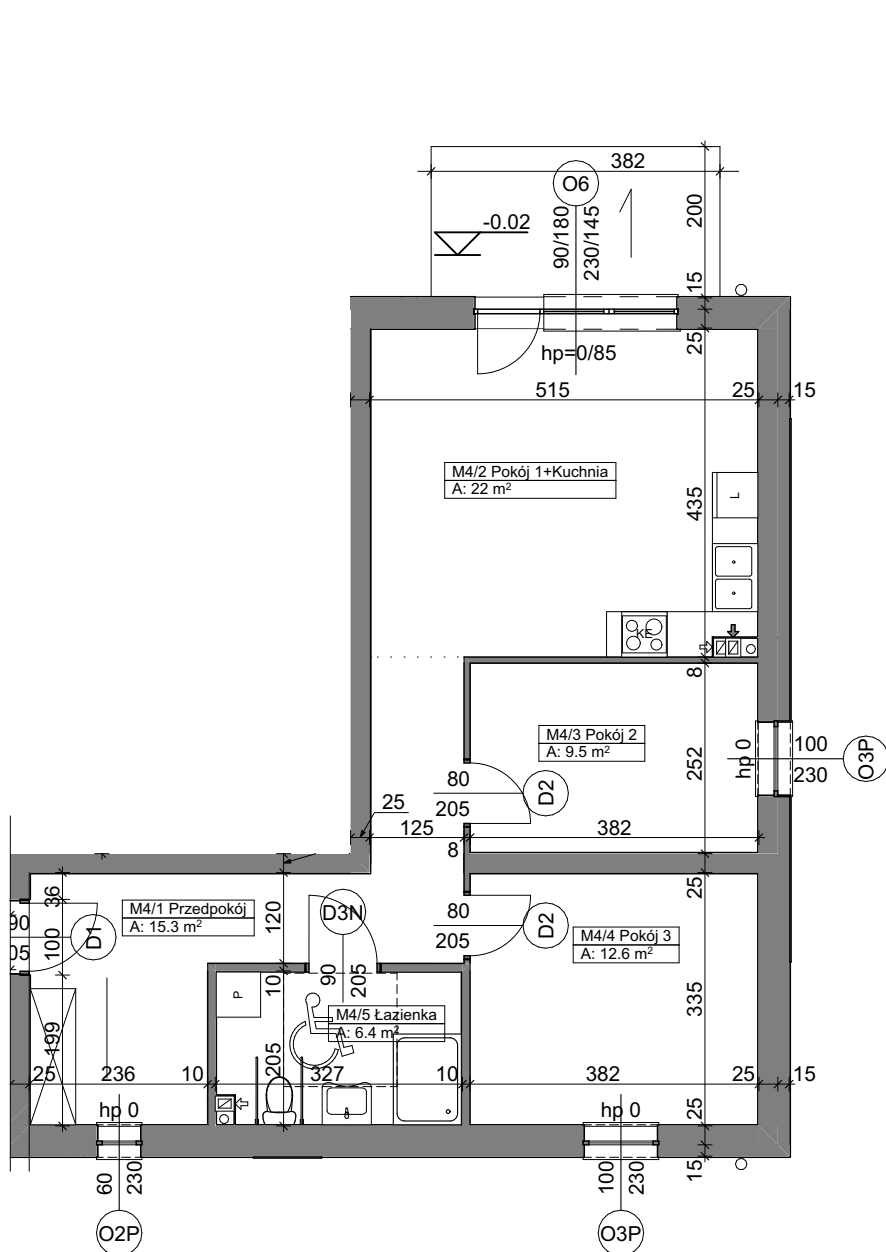 382
O6
90/180
230/145
1
200
-0.02
15
25
hp=0/85
515
25
15
M4/2 Pokój 1+Kuchnia
A: 22 m²
L
435
KE
8
M4/3 Pokój 2
A: 9.5 m²
hp 0
100
230
O3P
252
80
205
D2
25
125
8
382
36
M4/1 Przedpokój
A: 15.3 m²
120
D3N
80
205
D2
25
M4/4 Pokój 3
A: 12.6 m²
90
05
D1
100
10
90
205
P
M4/5 Łazienka
A: 6.4 m²
335
199
205
25
236
10
327
10
382
25
15
hp 0
hp 0
25
60
230
100
230
15
O2P
O3P